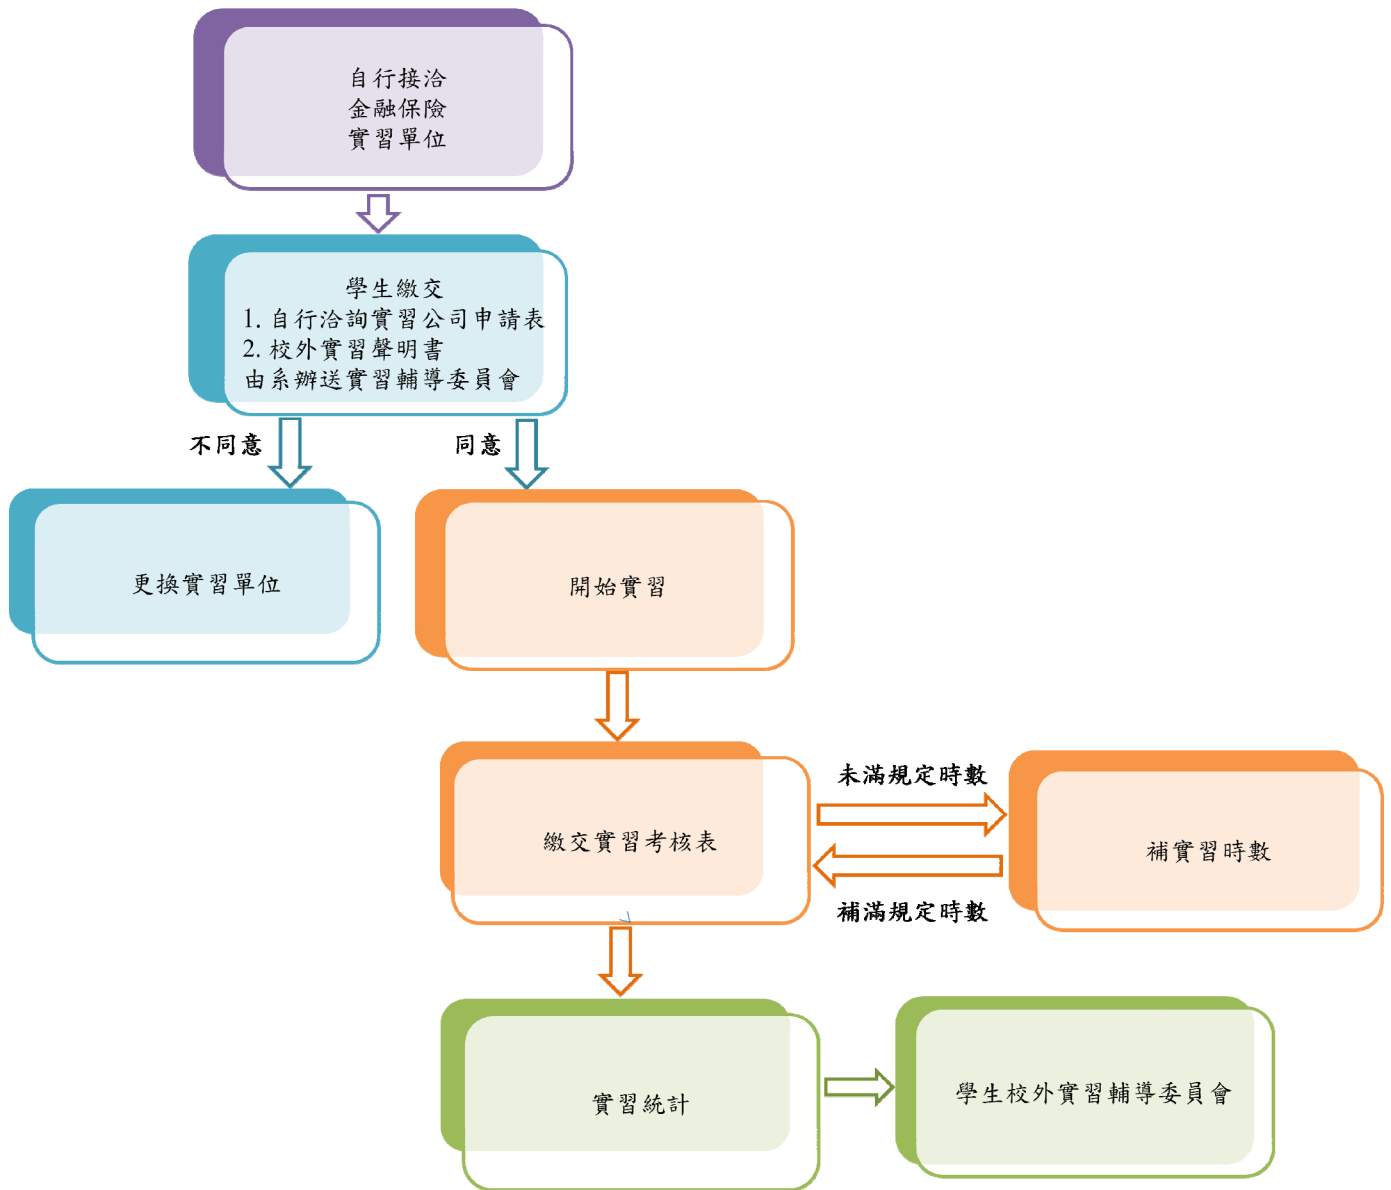 自行接洽
金融保險
實習單位
學生繳交
1. 自行洽詢實習公司申請表
2. 校外實習聲明書
由系辦送實習輔導委員會
不同意
同意
更換實習單位
開始實習
未滿規定時數
繳交實習考核表
補實習時數
補滿規定時數
實習統計
學生校外實習輔導委員會